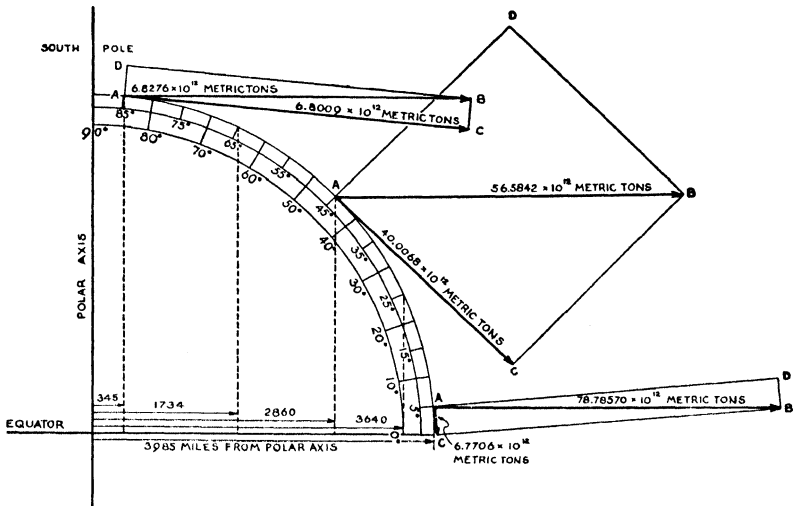 D
SOUTH POLE
D
A 6.8276×10¹² METRIC TONS B
6.8009 × 10¹² METRIC TONS
C
90°
85°
80°
75°
70°
65°
60°
55°
50°
45°
40°
35°
30°
25°
20°
15°
10°
5°
0°
A
56.5842 × 10¹² METRIC TONS B
40.0068 × 10¹² METRIC TONS
C
POLAR AXIS
345
1734
2860
3640
EQUATOR
3985 MILES FROM POLAR AXIS
A
D
78.78570 × 10¹² METRIC TONS B
C
6.7706 × 10¹²
METRIC TONS